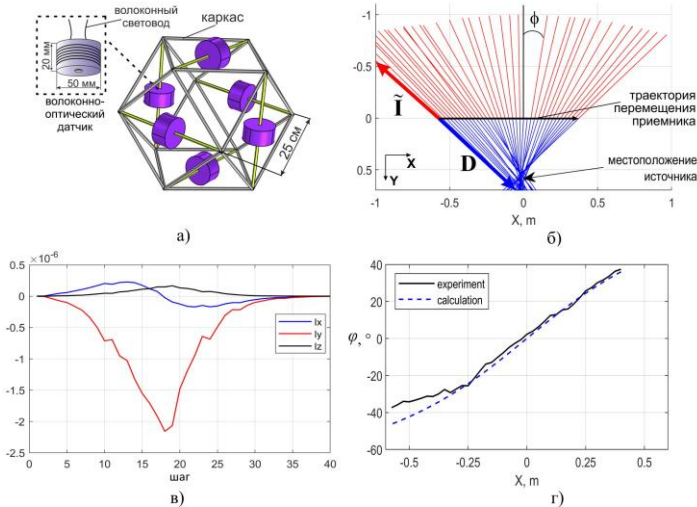 волоконный
световод
20 мм
50 мм
волоконно-
оптический
датчик
каркас
25 см
а)
-1
-0.5
0
0.5
ϕ
Ĩ
D
X
Y
траектория
перемещения
приемника
местоположение
источника
-1
-0.5
0
0.5
1
X, m
б)
×10⁻⁶
0.5
0
-0.5
-1
-1.5
-2
-2.5
Ix
Iy
Iz
0
5
10
15
20
25
30
35
40
шаг
в)
40
20
0
-20
-40
-60
φ, °
experiment
calculation
-0.5
-0.25
0
0.25
0.5
X, m
г)